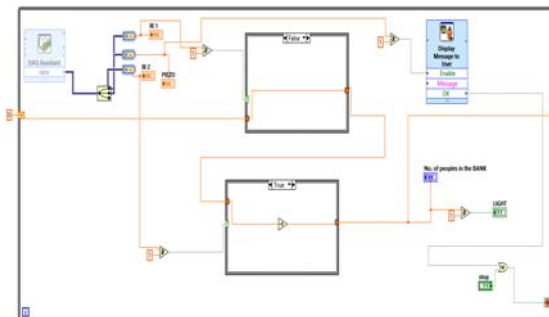 IR 1
False
Display
Message to
User
DAQ Assistant
data
IR 2
PIEZO
Enable
Message
OK
True
No. of peoples in the BANK
LIGHT
stop
i